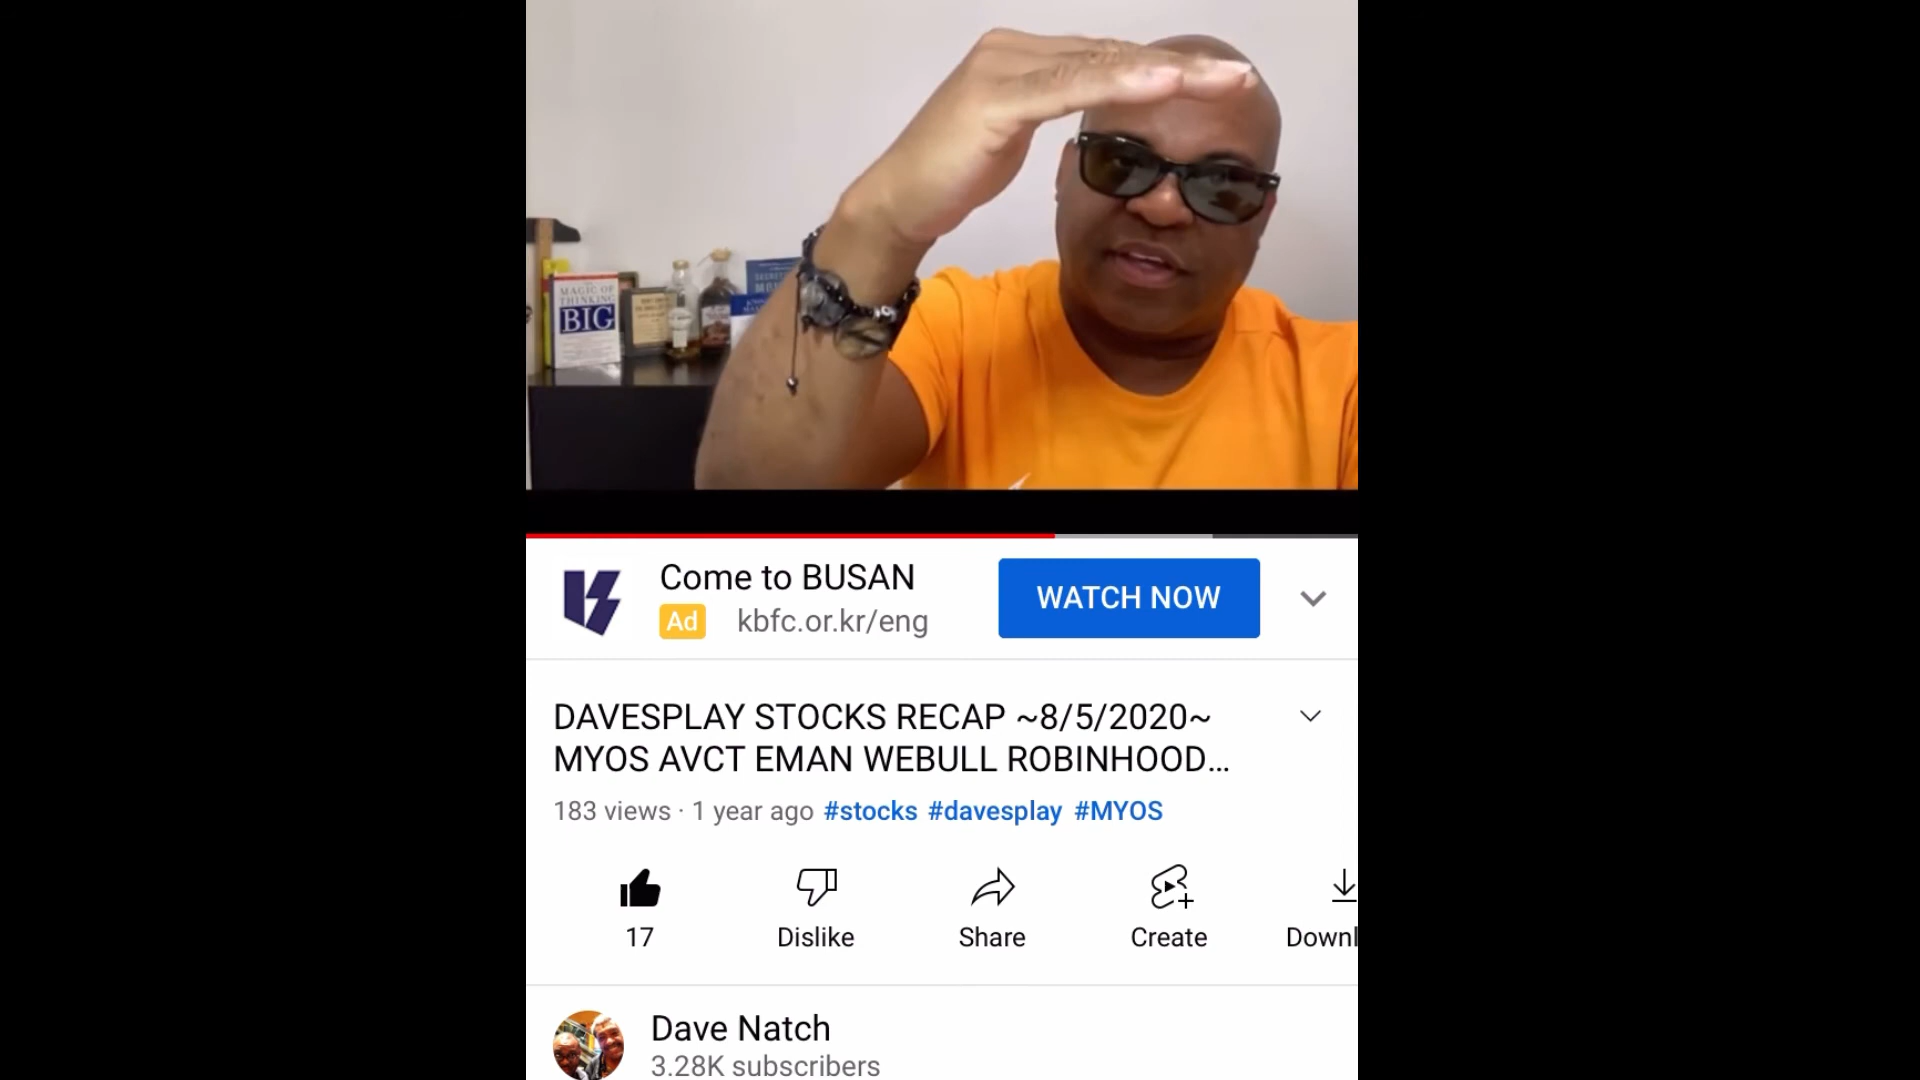 MAGIC OF
THINKING
BIG
Come to BUSAN
WATCH NOW
Ad
kbfc.or.kr/eng
DAVESPLAY STOCKS RECAP ~8/5/2020~
MYOS AVCT EMAN WEBULL ROBINHOOD...
183 views · 1 year ago #stocks #davesplay #MYOS
17
Dislike
Share
Create
Downl
Dave Natch
3.28K subscribers